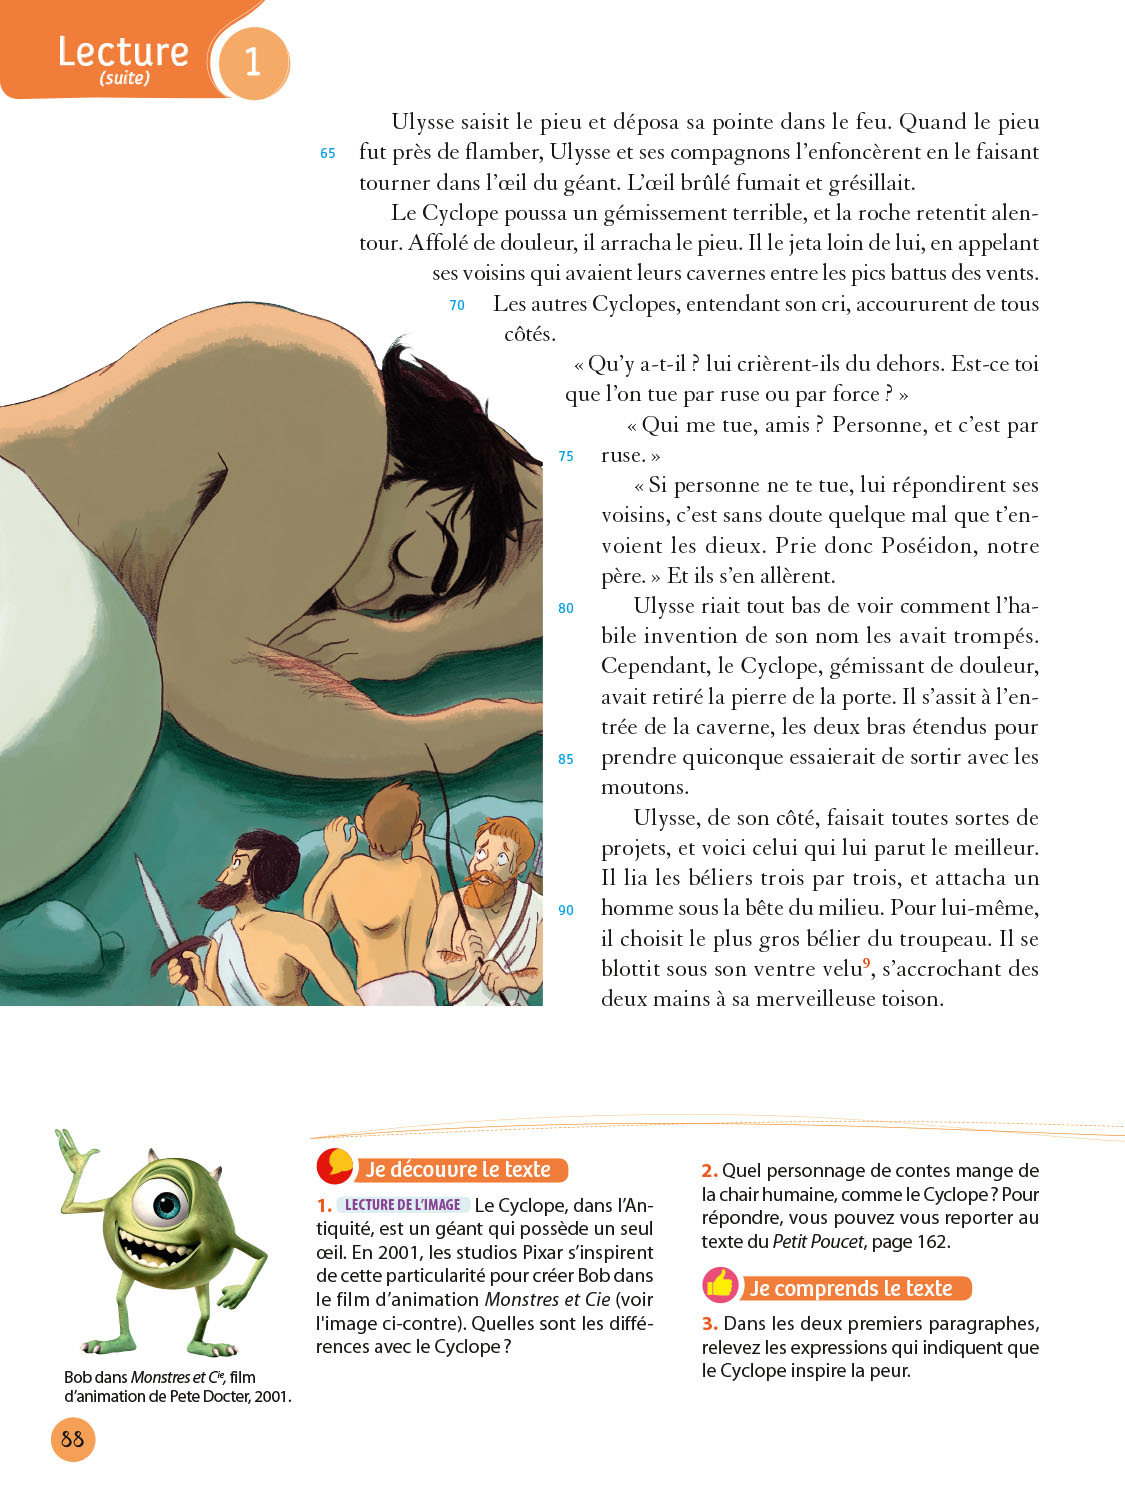 Lecture
(suite)
1
Ulysse saisit le pieu et déposa sa pointe dans le feu. Quand le pieu
65 fut près de flamber, Ulysse et ses compagnons l’enfoncèrent en le faisant
tourner dans l’œil du géant. L’œil brûlé fumait et grésillait.
Le Cyclope poussa un gémissement terrible, et la roche retentit alen-
tour. Affolé de douleur, il arracha le pieu. Il le jeta loin de lui, en appelant
ses voisins qui avaient leurs cavernes entre les pics battus des vents.
70 Les autres Cyclopes, entendant son cri, accoururent de tous
côtés.
« Qu’y a-t-il ? lui crièrent-ils du dehors. Est-ce toi
que l’on tue par ruse ou par force ? »
« Qui me tue, amis ? Personne, et c’est par
75 ruse. »
« Si personne ne te tue, lui répondirent ses
voisins, c’est sans doute quelque mal que t’en-
voient les dieux. Prie donc Poséidon, notre
père. » Et ils s’en allèrent.
80 Ulysse riait tout bas de voir comment l’ha-
bile invention de son nom les avait trompés.
Cependant, le Cyclope, gémissant de douleur,
avait retiré la pierre de la porte. Il s’assit à l’en-
trée de la caverne, les deux bras étendus pour
85 prendre quiconque essaierait de sortir avec les
moutons.
Ulysse, de son côté, faisait toutes sortes de
projets, et voici celui qui lui parut le meilleur.
Il lia les béliers trois par trois, et attacha un
90 homme sous la bête du milieu. Pour lui-même,
il choisit le plus gros bélier du troupeau. Il se
blottit sous son ventre velu9, s’accrochant des
deux mains à sa merveilleuse toison.
Je découvre le texte
1. LECTURE DE L’IMAGE Le Cyclope, dans l’An-
tiquité, est un géant qui possède un seul
œil. En 2001, les studios Pixar s’inspirent
de cette particularité pour créer Bob dans
le film d’animation Monstres et Cie (voir
l'image ci-contre). Quelles sont les diffé-
rences avec le Cyclope ?
2. Quel personnage de contes mange de
la chair humaine, comme le Cyclope ? Pour
répondre, vous pouvez vous reporter au
texte du Petit Poucet, page 162.
Je comprends le texte
3. Dans les deux premiers paragraphes,
relevez les expressions qui indiquent que
le Cyclope inspire la peur.
Bob dans Monstres et Cie, film
d’animation de Pete Docter, 2001.
88